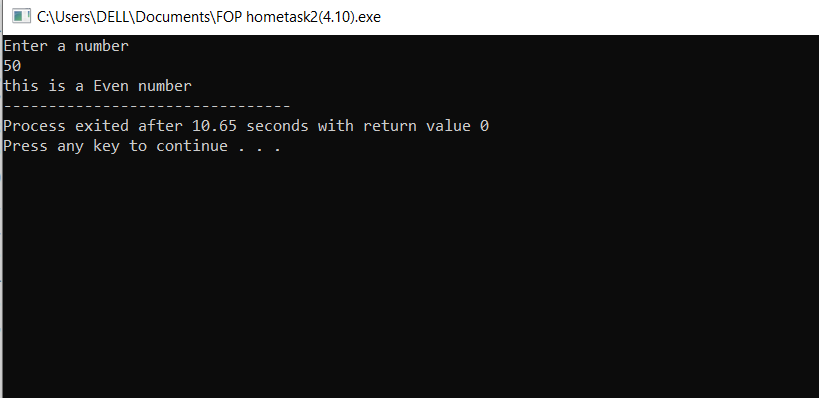 C:\Users\DELL\Documents\FOP hometask2(4.10).exe
Enter a number
50
this is a Even number
--------------------------------
Process exited after 10.65 seconds with return value 0
Press any key to continue . . .